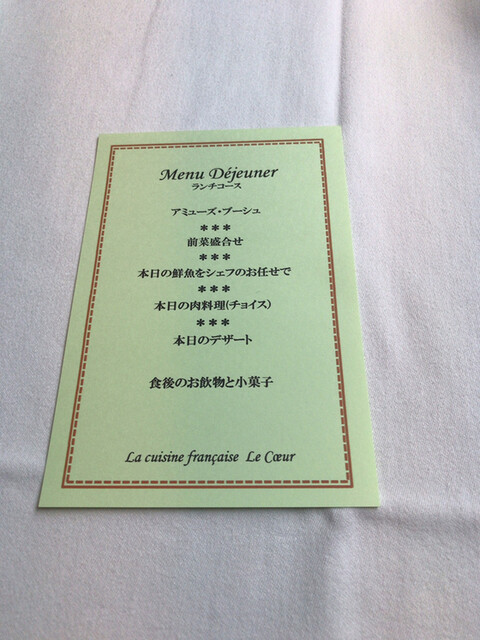 Menu Déjeuner
ランチコース
アミューズ・ブーシュ
＊＊＊
前菜盛合せ
＊＊＊
本日の鮮魚をシェフのお任せで
＊＊＊
本日の肉料理(チョイス)
＊＊＊
本日のデザート
食後のお飲物と小菓子
La cuisine française Le Cœur